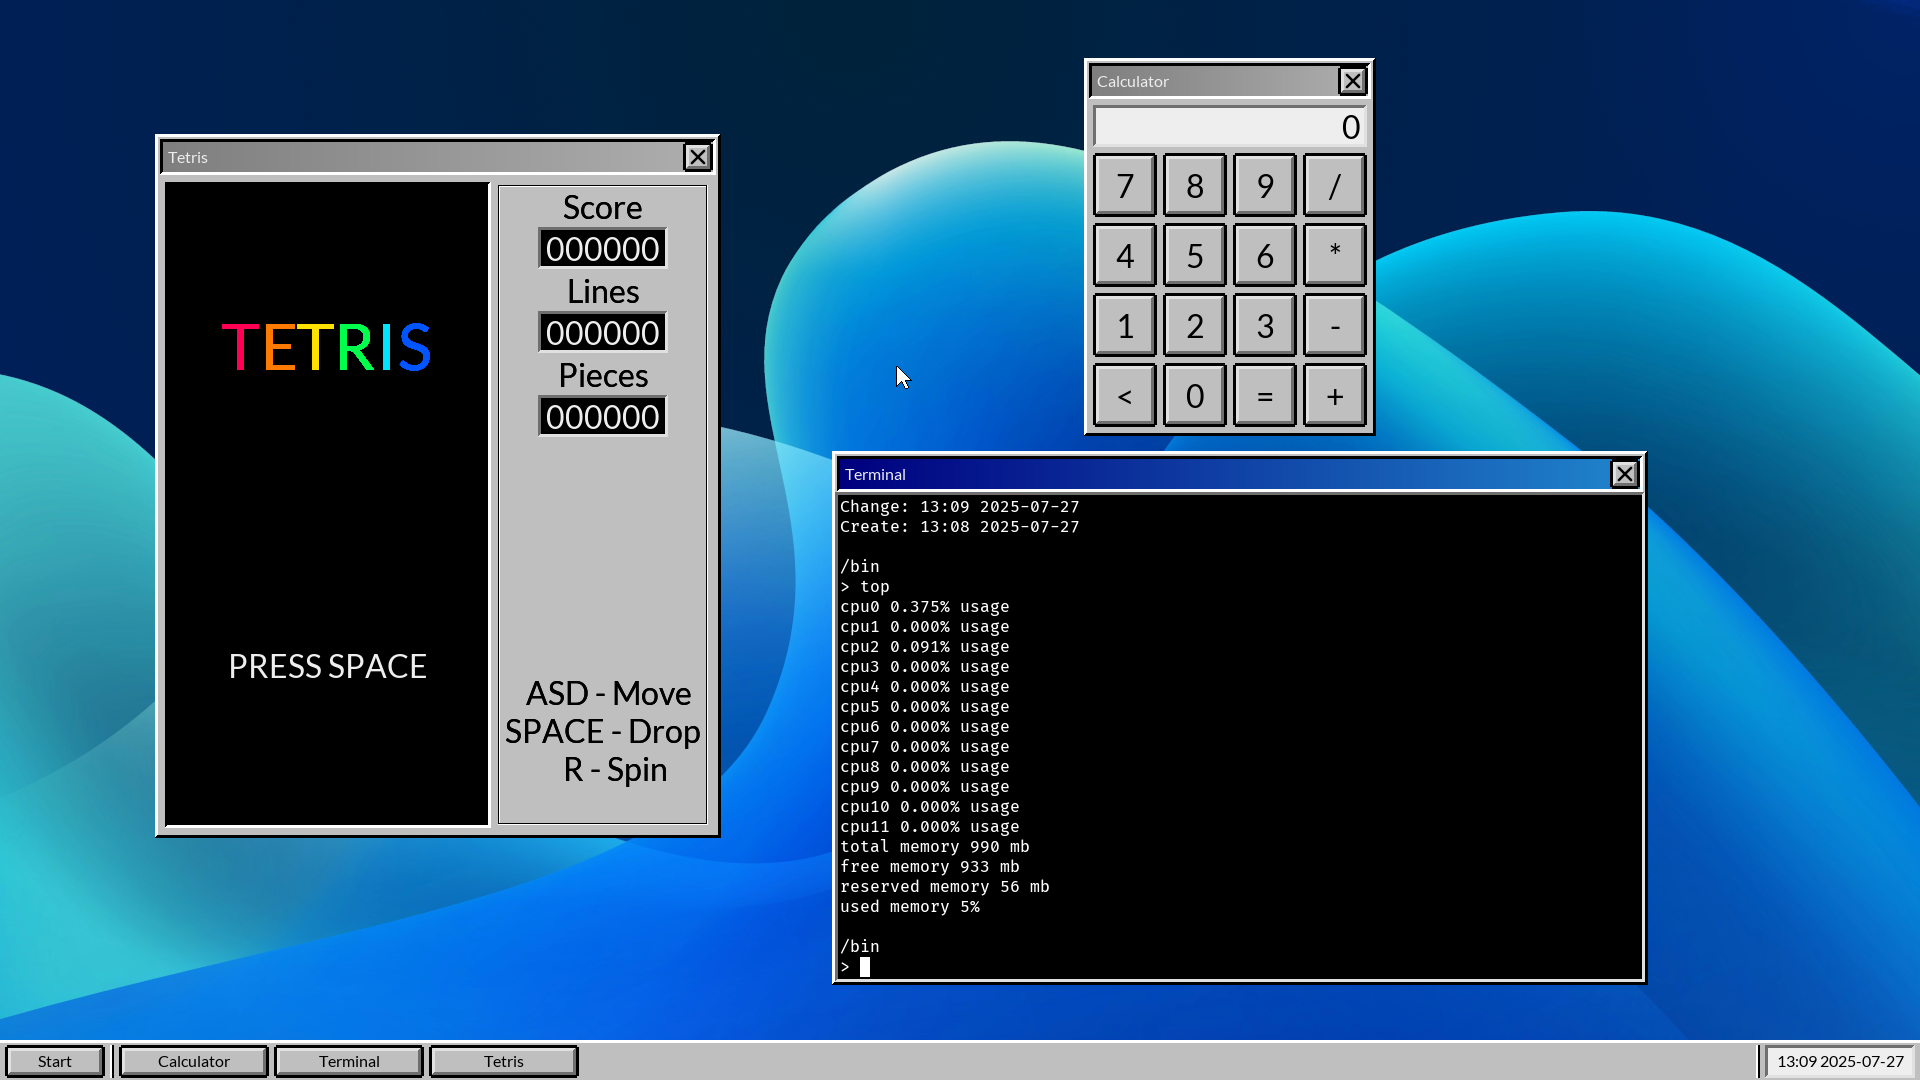 Tetris
TETRIS
PRESS SPACE
Score
000000
Lines
000000
Pieces
000000
ASD - Move
SPACE - Drop
R - Spin
Calculator
0
7 8 9 /
4 5 6 *
1 2 3 -
< 0 = +
Terminal
Change: 13:09 2025-07-27
Create: 13:08 2025-07-27
/bin
> top
cpu0 0.375% usage
cpu1 0.000% usage
cpu2 0.091% usage
cpu3 0.000% usage
cpu4 0.000% usage
cpu5 0.000% usage
cpu6 0.000% usage
cpu7 0.000% usage
cpu8 0.000% usage
cpu9 0.000% usage
cpu10 0.000% usage
cpu11 0.000% usage
total memory 990 mb
free memory 933 mb
reserved memory 56 mb
used memory 5%
/bin
>
Start Calculator Terminal Tetris 13:09 2025-07-27